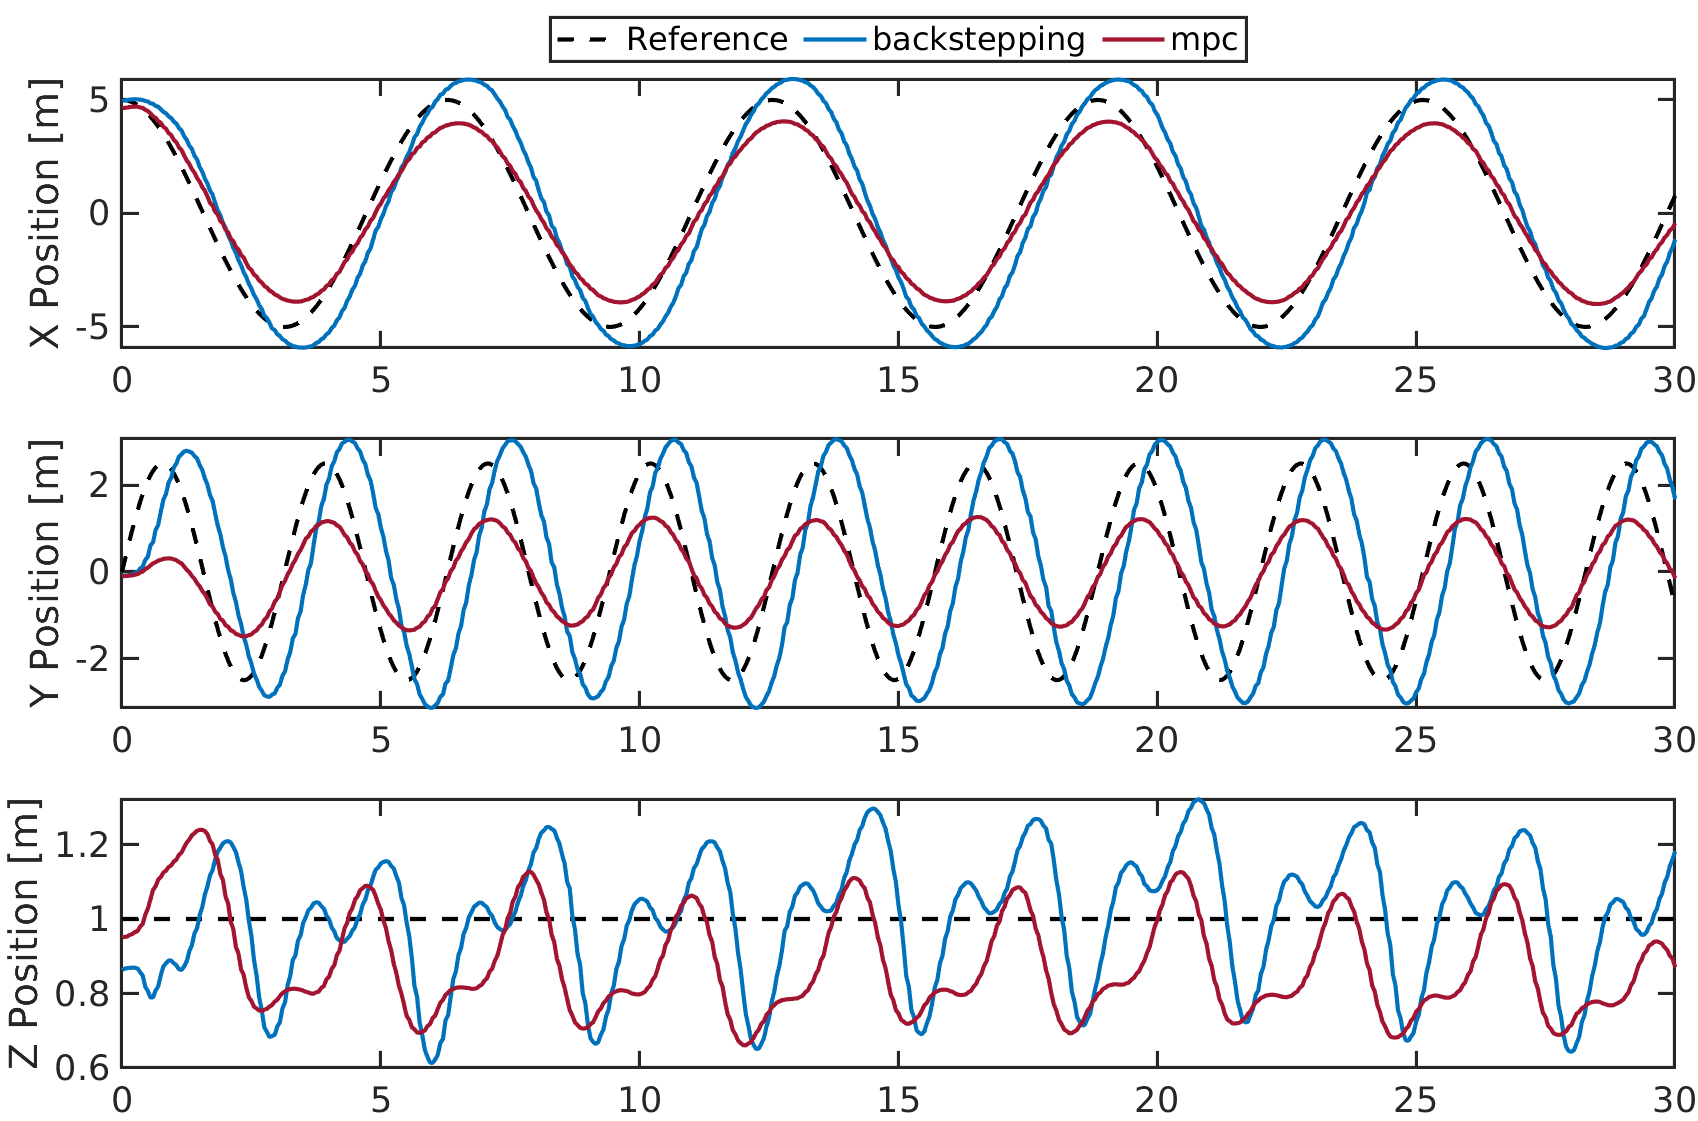 Reference backstepping mpc
X Position [m]
5
0
-5
0 5 10 15 20 25 30
Y Position [m]
2
0
-2
0 5 10 15 20 25 30
Z Position [m]
1.2
1
0.8
0.6
0 5 10 15 20 25 30